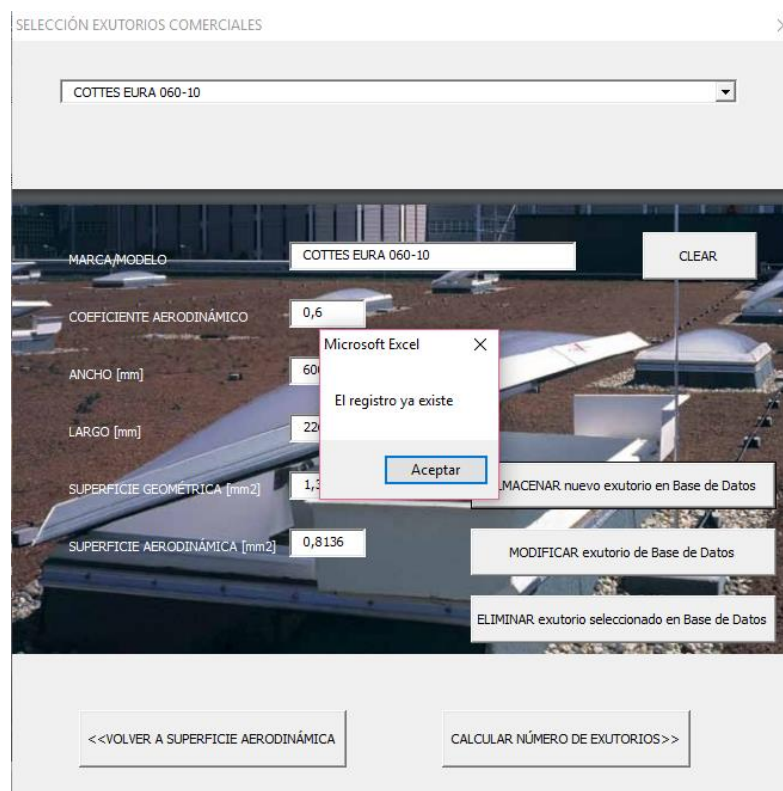 SELECCIÓN EXUTORIOS COMERCIALES
COTTES EURA 060-10
MARCA/MODELO
COTTES EURA 060-10
CLEAR
COEFICIENTE AERODINÁMICO
0,6
Microsoft Excel
ANCHO [mm]
El registro ya existe
LARGO [mm]
Aceptar
SUPERFICIE GEOMÉTRICA [mm2]
nuevo exutorio en Base de Datos
SUPERFICIE AERODINÁMICA [mm2]
0,8136
MODIFICAR exutorio de Base de Datos
ELIMINAR exutorio seleccionado en Base de Datos
<<VOLVER A SUPERFICIE AERODINÁMICA
CALCULAR NÚMERO DE EXUTORIOS>>